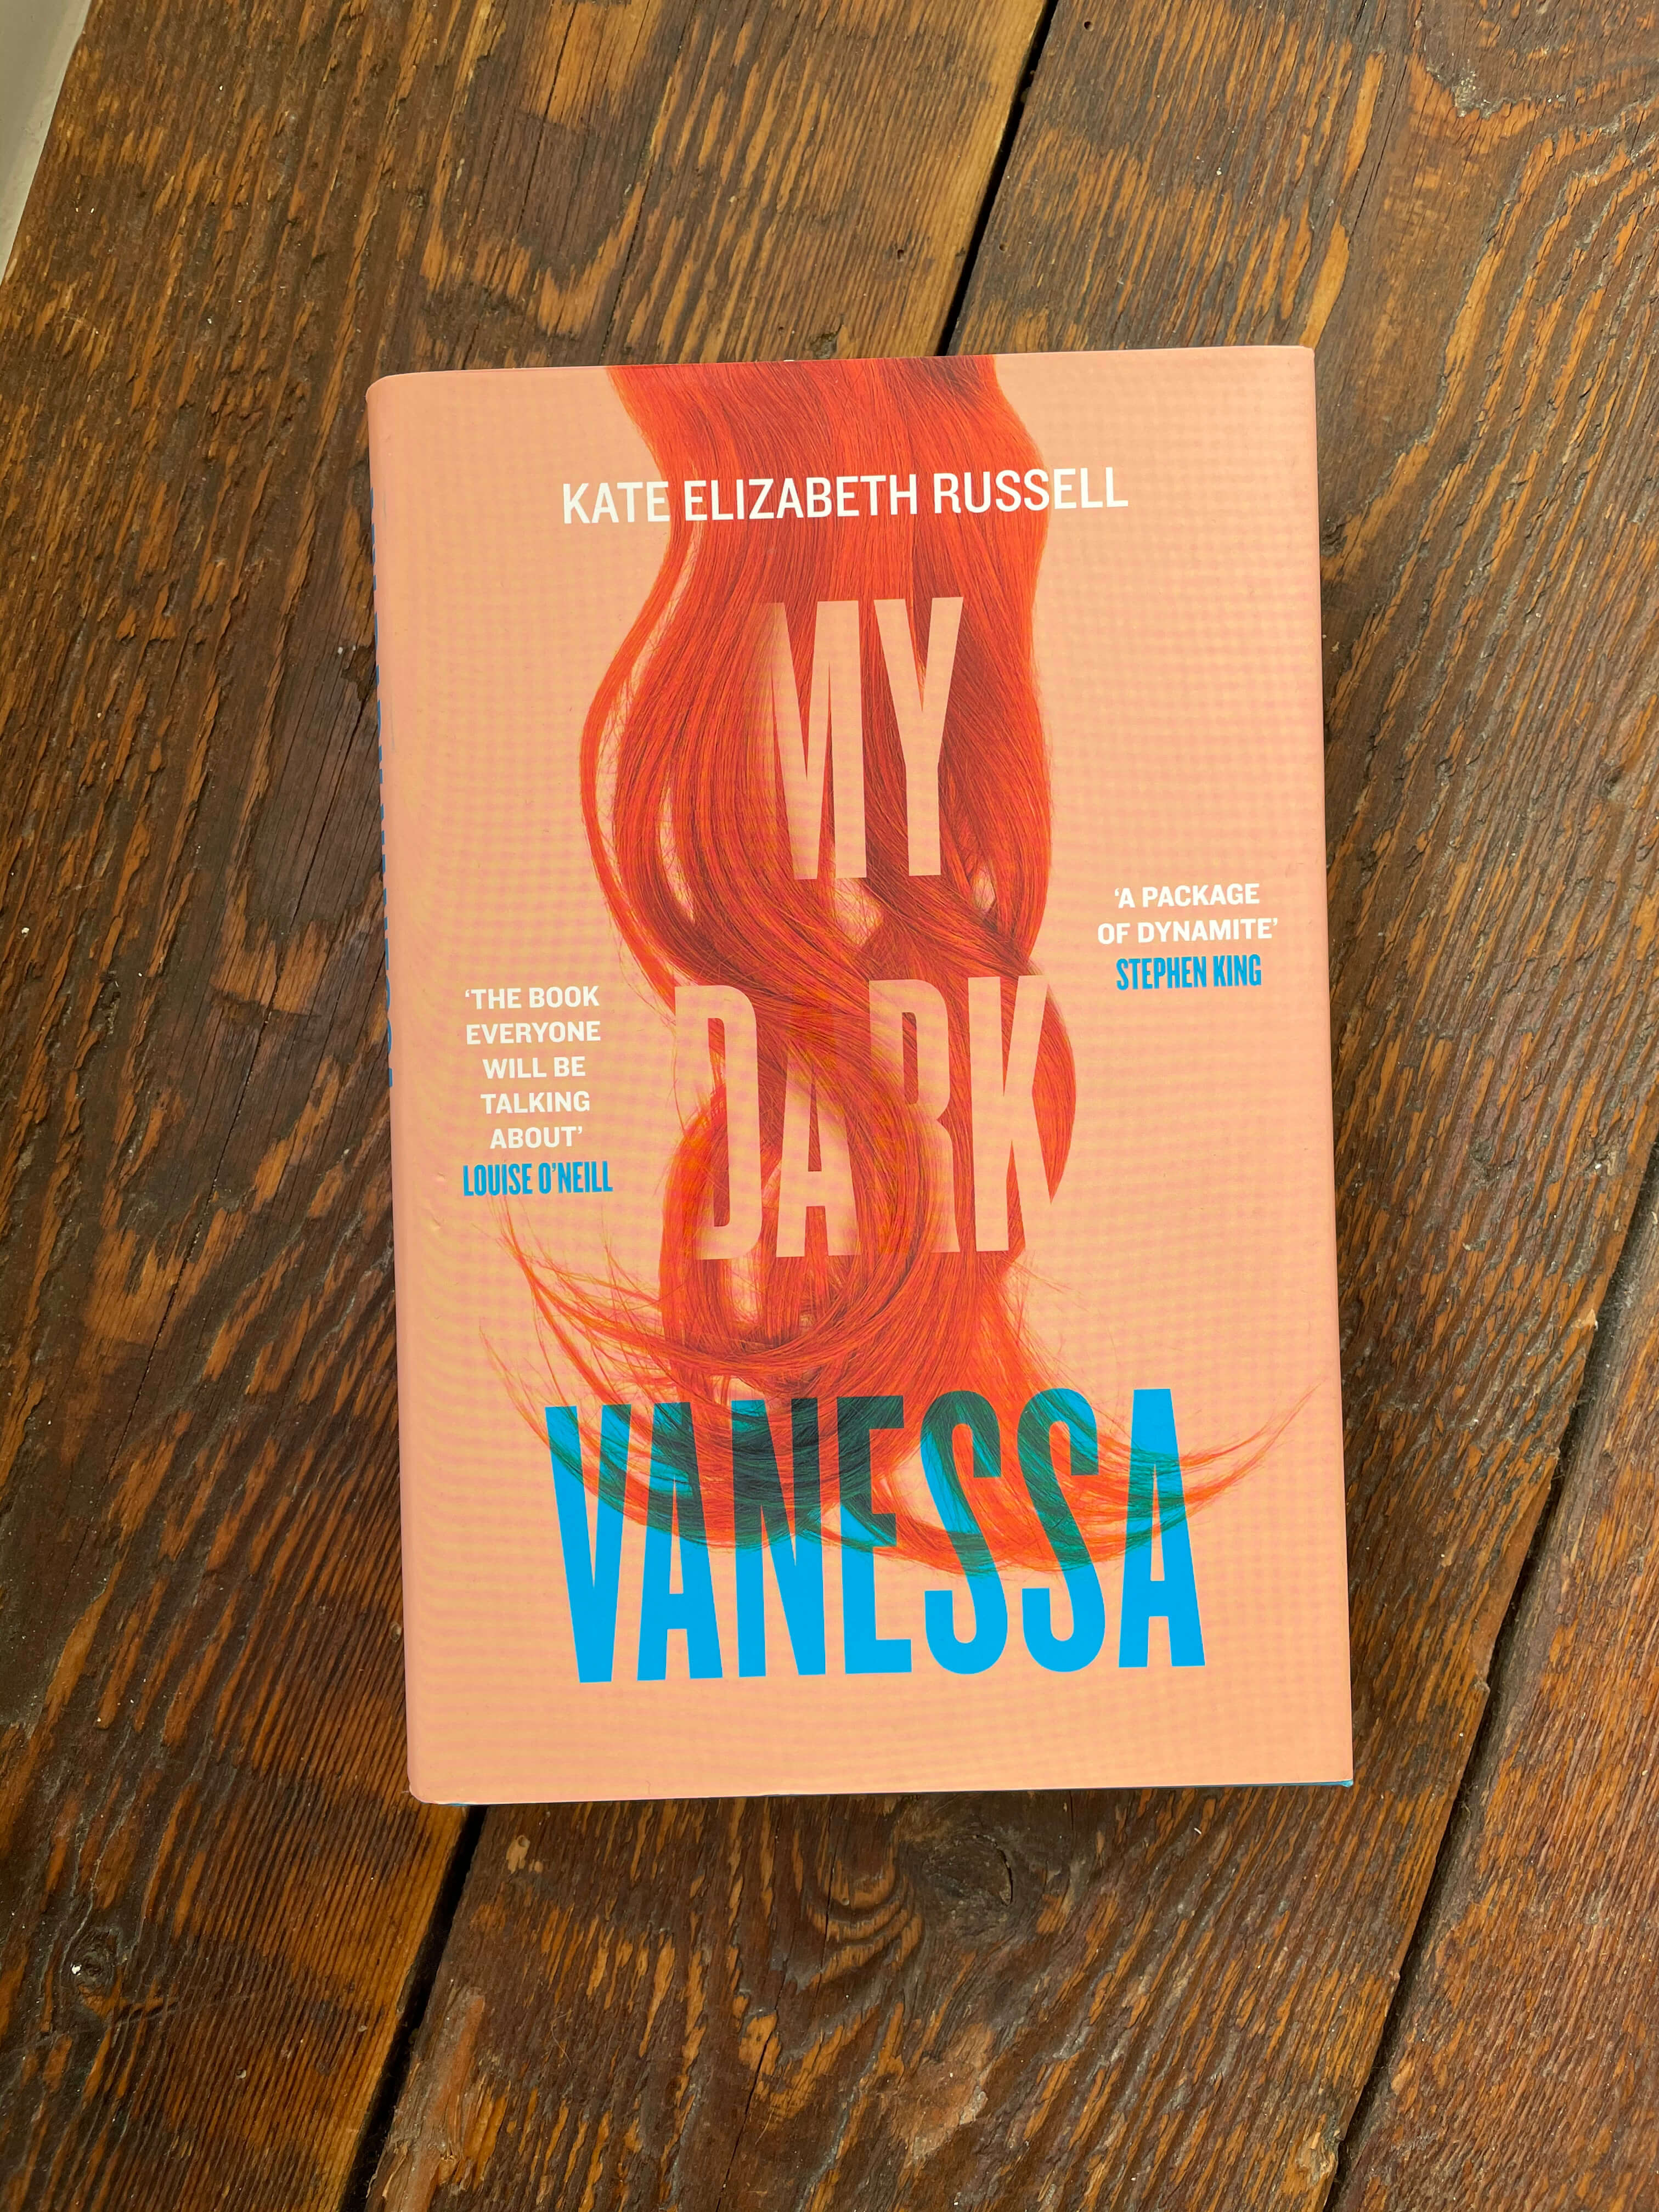 KATE ELIZABETH RUSSELL
MY
‘A PACKAGE
OF DYNAMITE’
STEPHEN KING
‘THE BOOK
EVERYONE
WILL BE
TALKING
ABOUT’
LOUISE O’NEILL
DARK
VANESSA